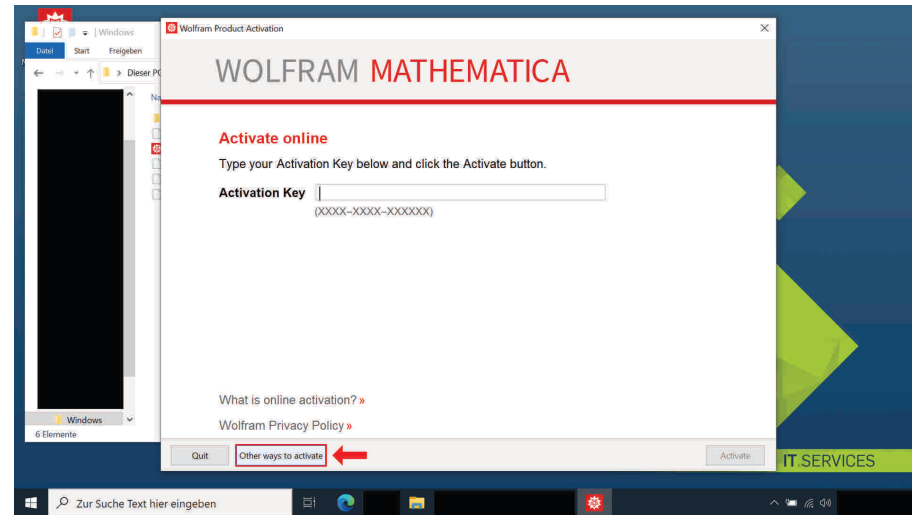 | Windows
Datei Start Freigeben
Dieser PC
Wolfram Product Activation
WOLFRAM MATHEMATICA
Activate online
Type your Activation Key below and click the Activate button.
Activation Key
(XXXX–XXXX–XXXXXX)
What is online activation? »
Wolfram Privacy Policy »
Windows
6 Elemente
Quit Other ways to activate Activate
IT.SERVICES
Zur Suche Text hier eingeben